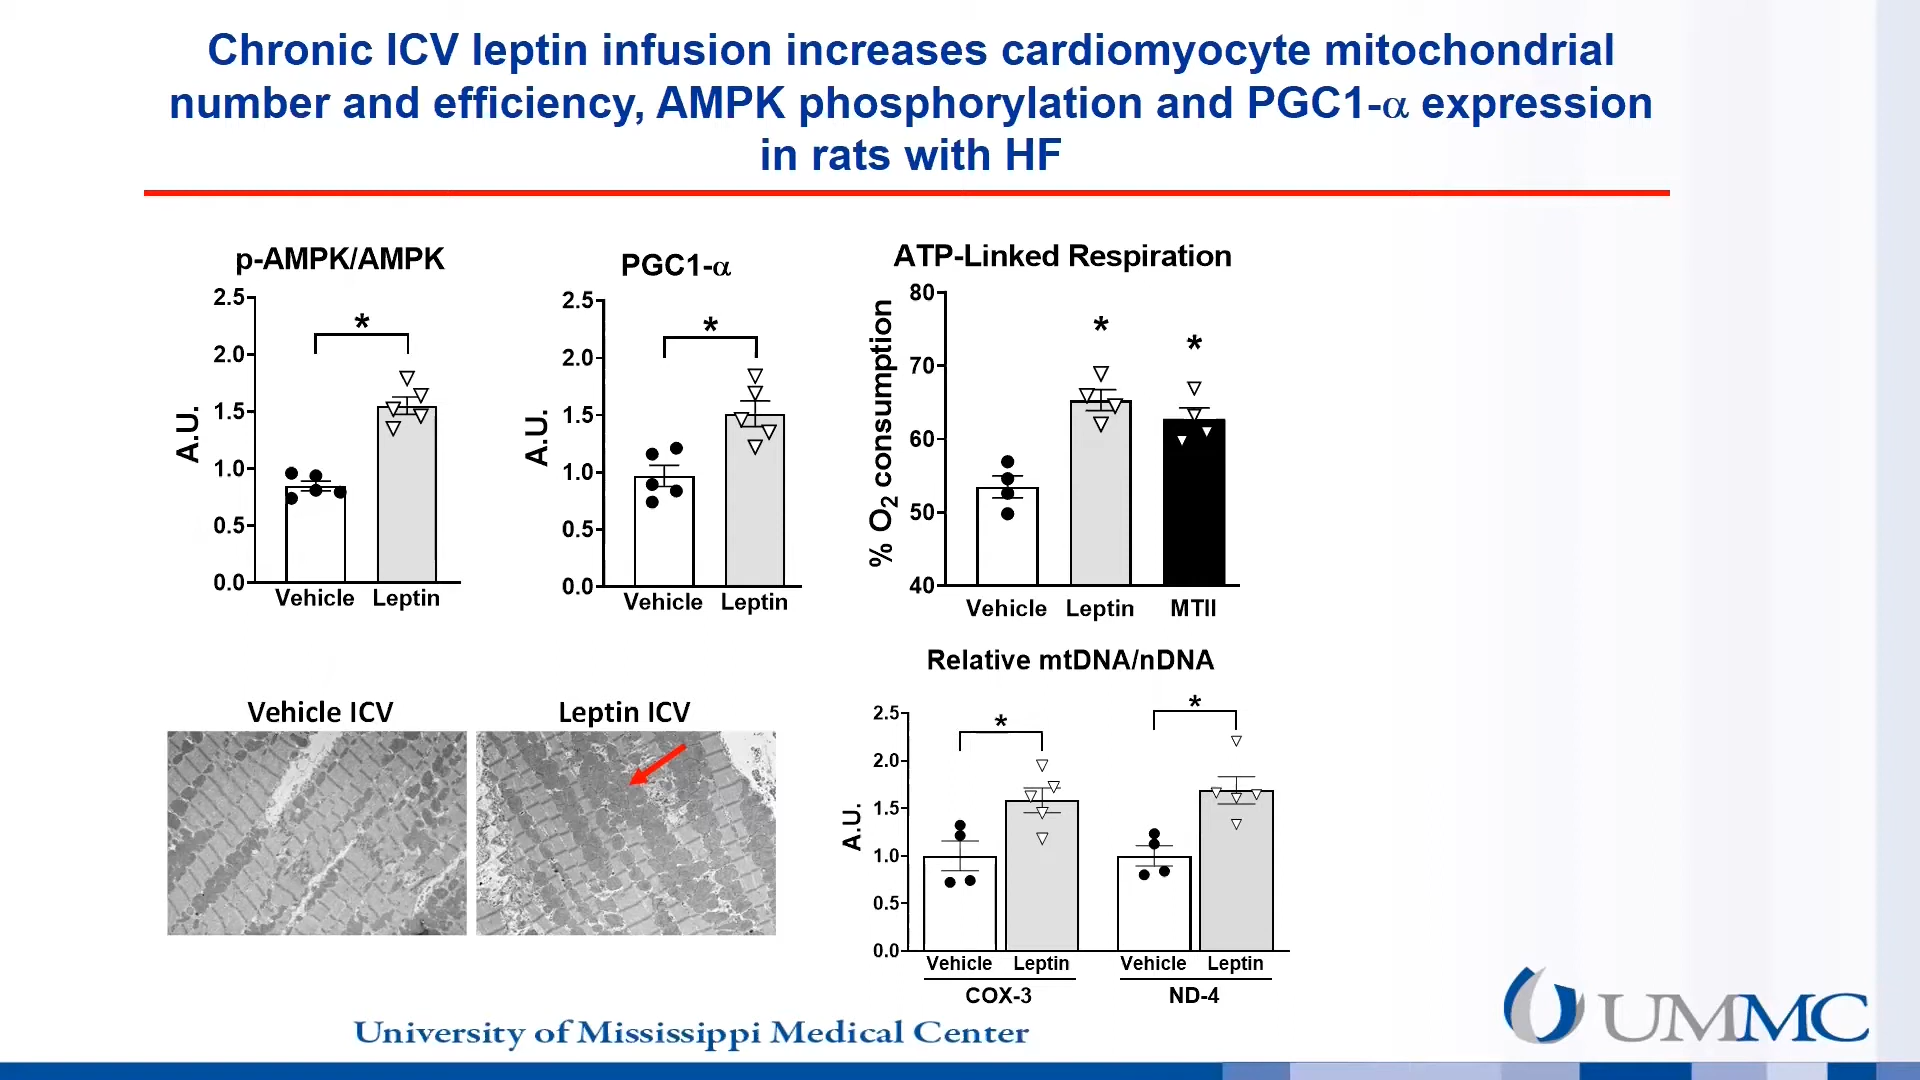 Chronic ICV leptin infusion increases cardiomyocyte mitochondrial
number and efficiency, AMPK phosphorylation and PGC1-α expression
in rats with HF
p-AMPK/AMPK
2.5
2.0
1.5
1.0
0.5
0.0
A.U.
*
Vehicle Leptin
PGC1-α
2.5
2.0
1.5
1.0
0.5
0.0
A.U.
*
Vehicle Leptin
ATP-Linked Respiration
80
70
60
50
40
% O₂ consumption
*
*
Vehicle Leptin MTII
Vehicle ICV
Leptin ICV
Relative mtDNA/nDNA
2.5
2.0
1.5
1.0
0.5
0.0
A.U.
*
*
Vehicle Leptin Vehicle Leptin
COX-3 ND-4
University of Mississippi Medical Center
UMMC